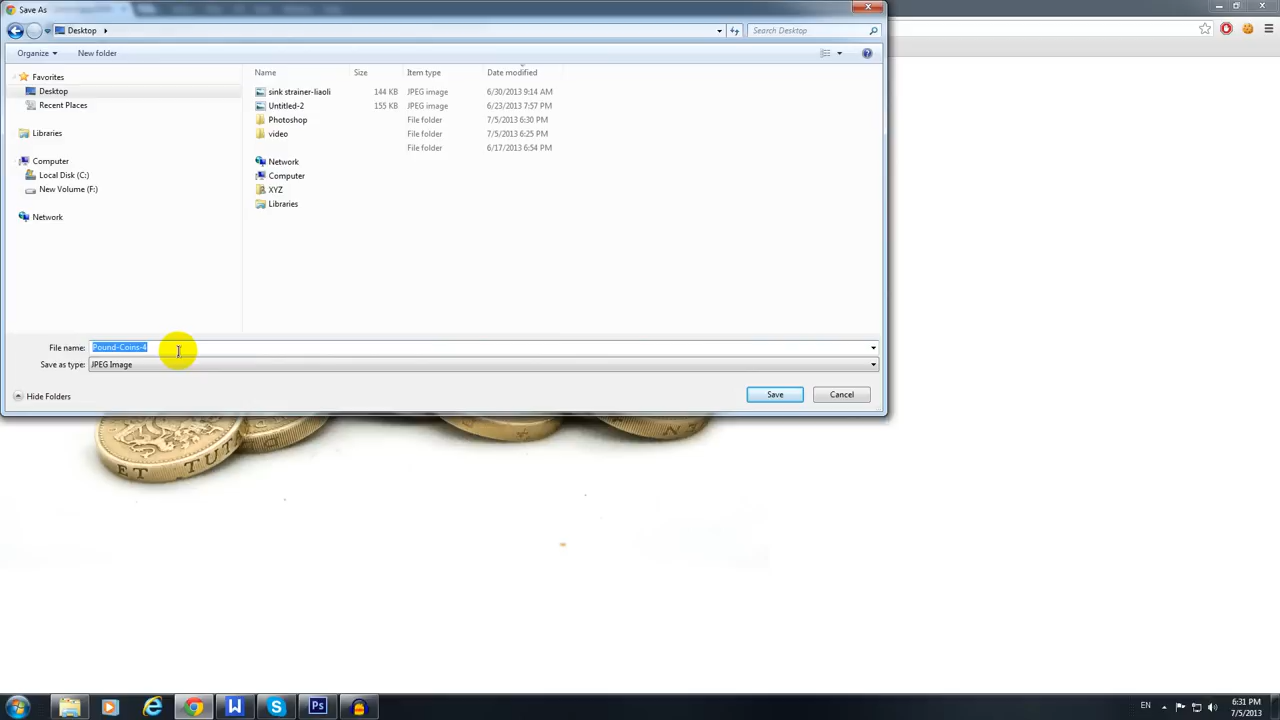 Save As
Desktop
Search Desktop
Organize
New folder
Name Size Item type Date modified
Favorites
Desktop
Recent Places
Libraries
Computer
Local Disk (C:)
New Volume (F:)
Network
sink strainer-liaoli 144 KB JPEG image 6/30/2013 9:14 AM
Untitled-2 155 KB JPEG image 6/23/2013 7:57 PM
Photoshop File folder 7/5/2013 6:30 PM
video File folder 7/5/2013 6:25 PM
File folder 6/17/2013 6:54 PM
Network
Computer
XYZ
Libraries
File name: Pound-Coins-4
Save as type: JPEG Image
Hide Folders
Save
Cancel
ET TUT
W
S
Ps
EN
6:31 PM
7/5/2013